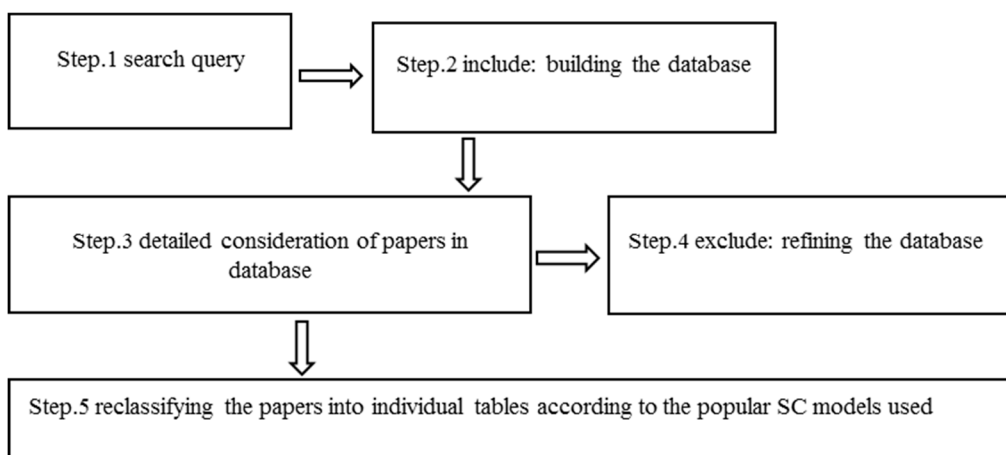 Step.1 search query
Step.2 include: building the database
Step.3 detailed consideration of papers in
database
Step.4 exclude: refining the database
Step.5 reclassifying the papers into individual tables according to the popular SC models used